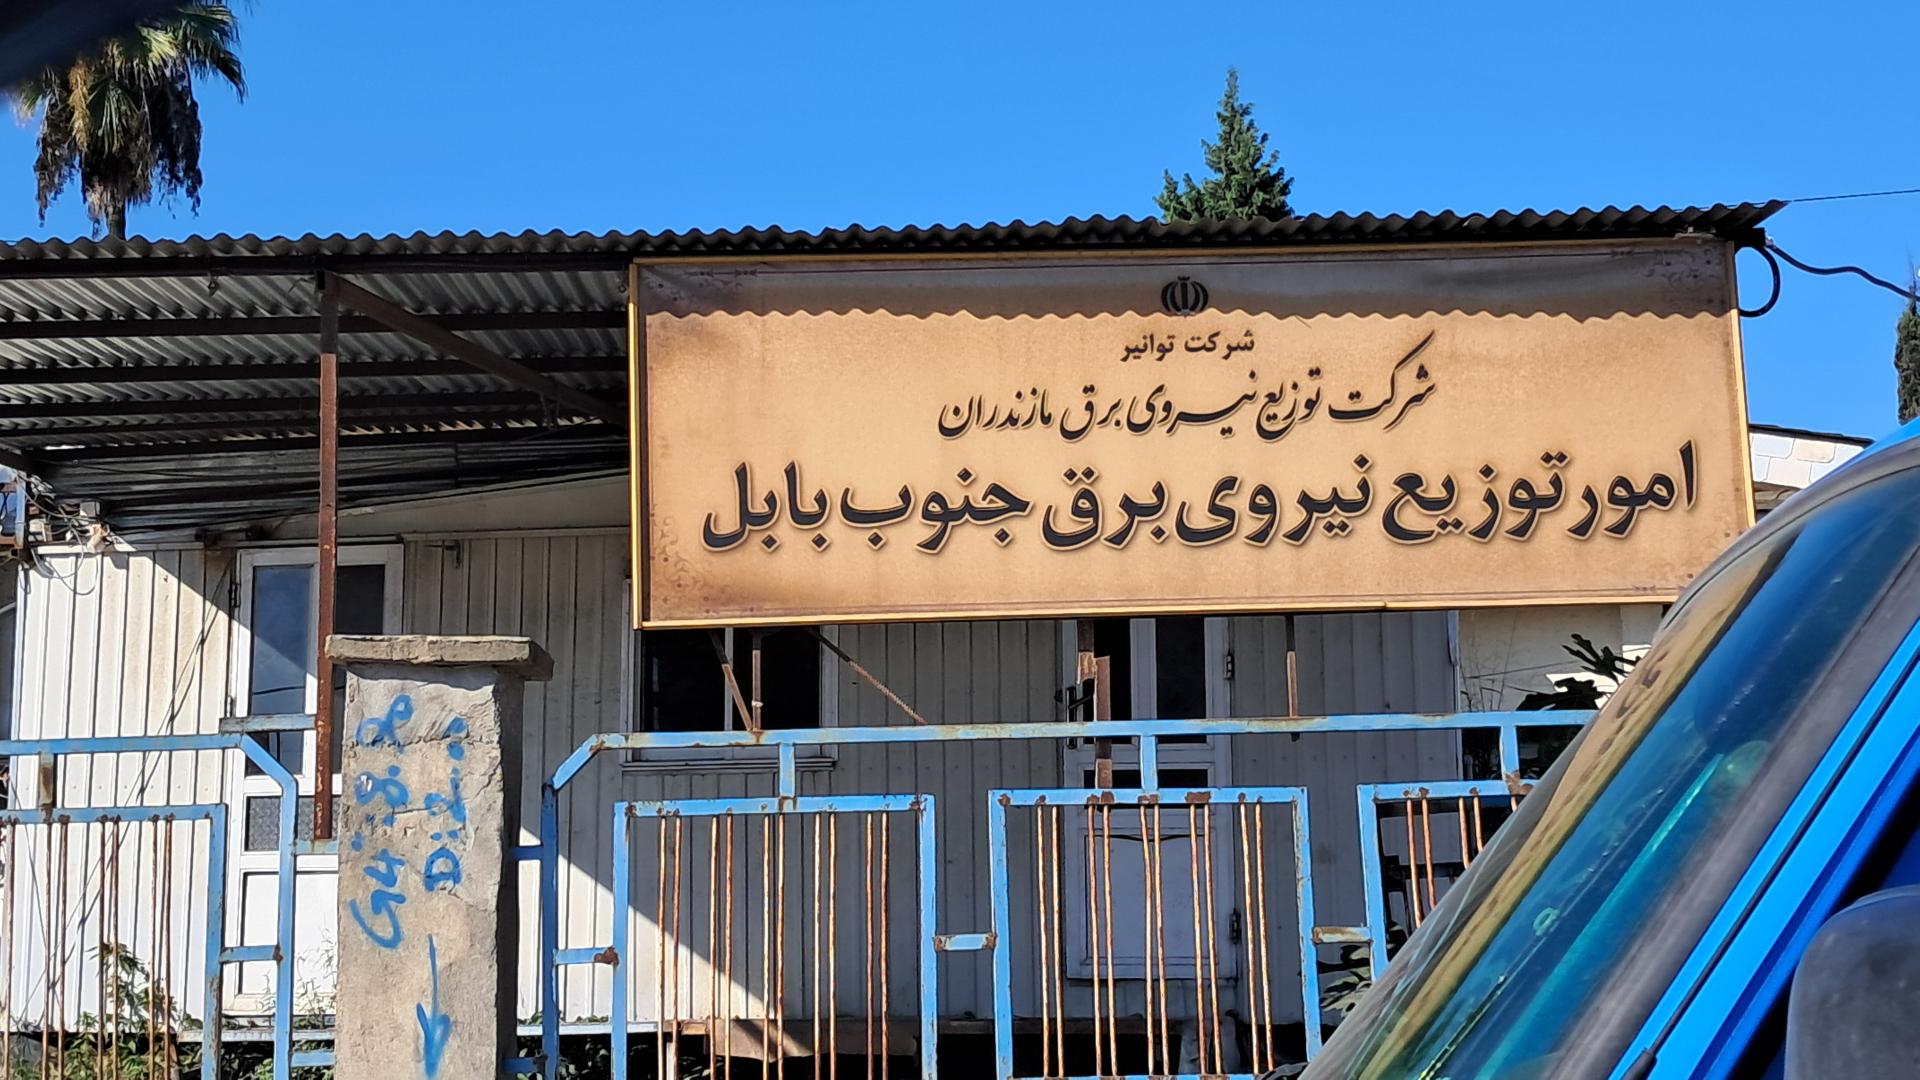 شرکت توانیر
شرکت توزیع نیروی برق مازندران
امور توزیع نیروی برق جنوب بابل